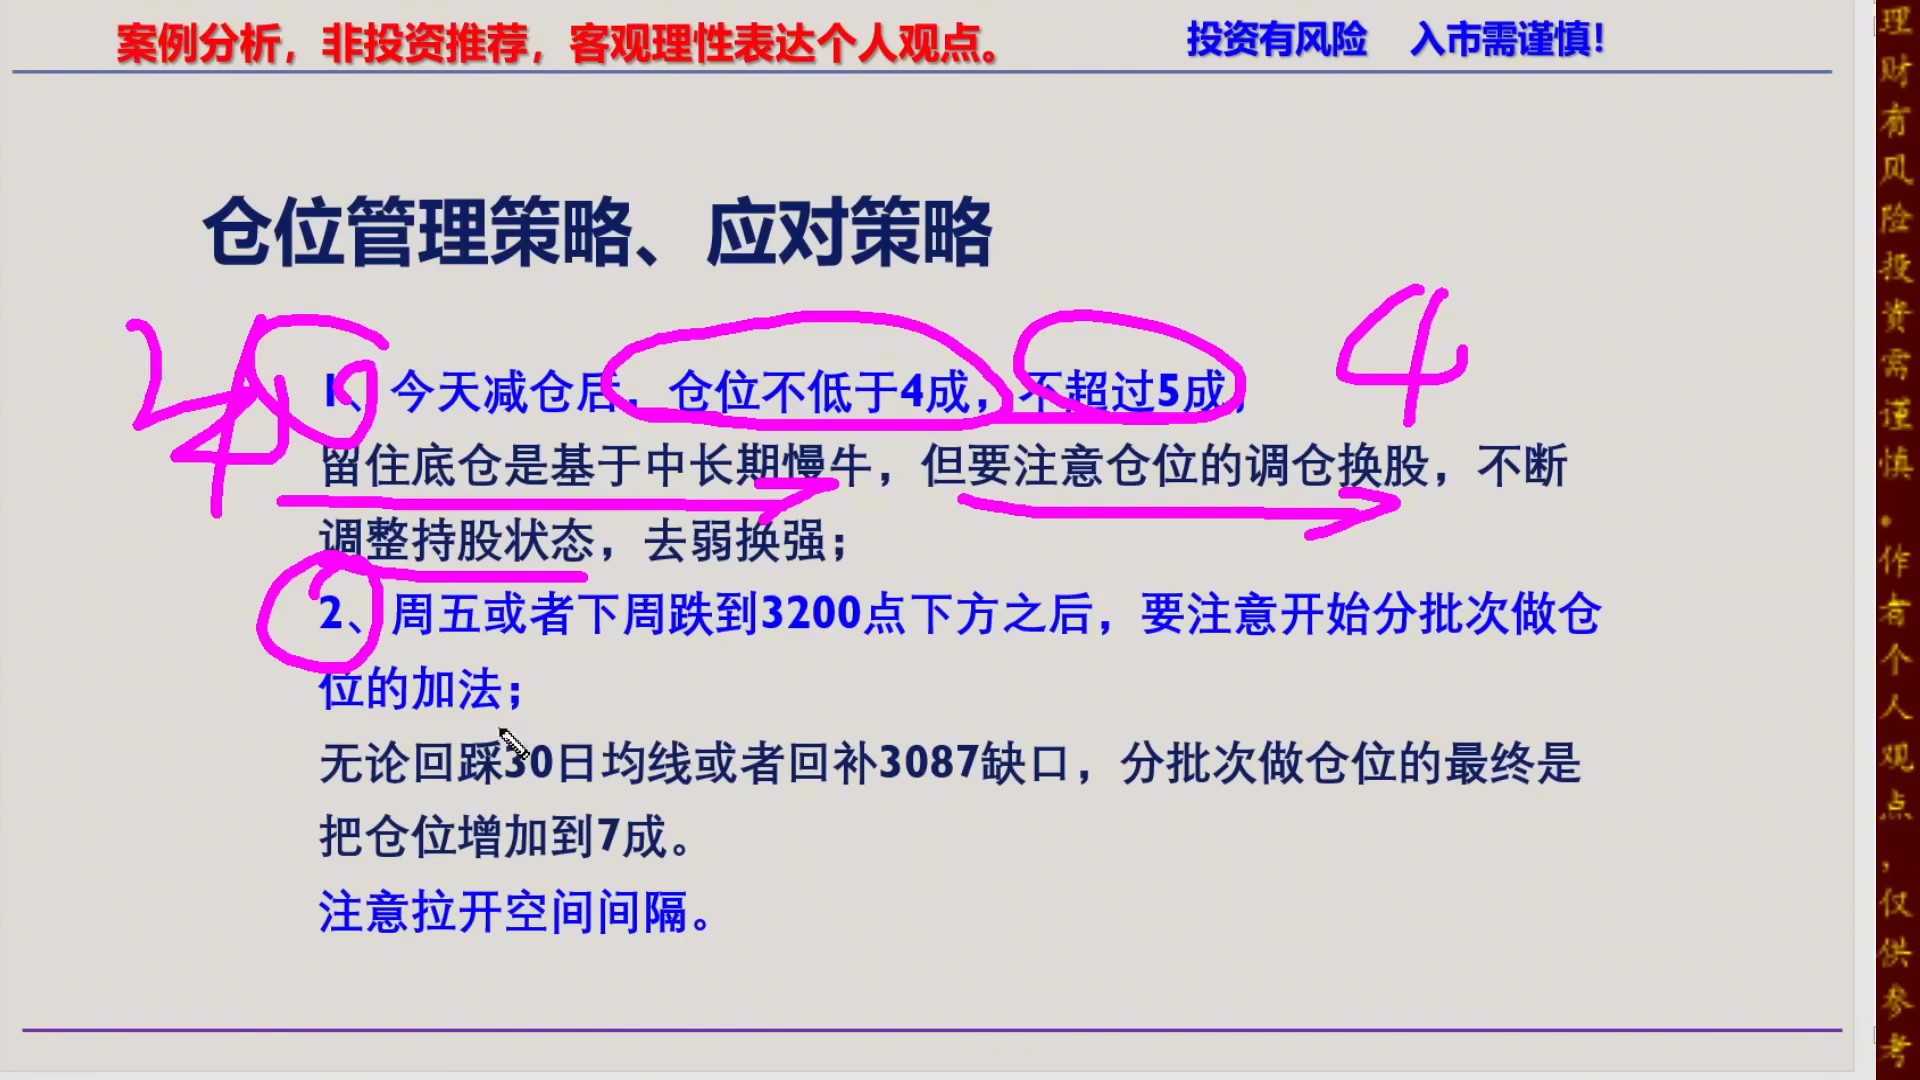 案例分析，非投资推荐，客观理性表达个人观点。
投资有风险 入市需谨慎！
仓位管理策略、应对策略
4
1、今天减仓后，仓位不低于4成，不超过5成，
留住底仓是基于中长期慢牛，但要注意仓位的调仓换股，不断
调整持股状态，去弱换强；
2、周五或者下周跌到3200点下方之后，要注意开始分批次做仓
位的加法；
无论回踩30日均线或者回补3087缺口，分批次做仓位的最终是
把仓位增加到7成。
注意拉开空间间隔。
理财有风险投资需谨慎。作者个人观点，仅供参考